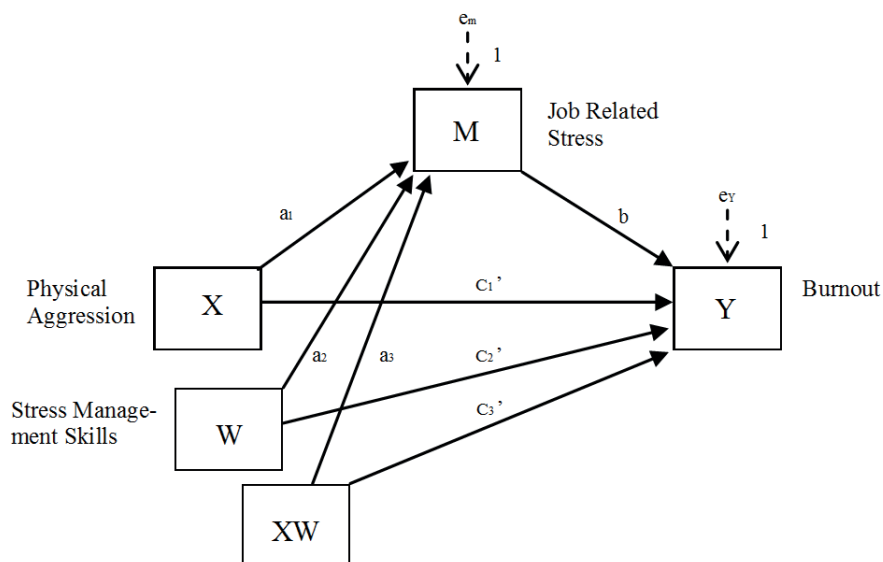 eₘ
1
M
Job Related
Stress
a₁
b
eY
1
Physical
Aggression
X
C₁’
Y
Burnout
a₂
a₃
C₂’
Stress Manage-
ment Skills
W
C₃’
XW